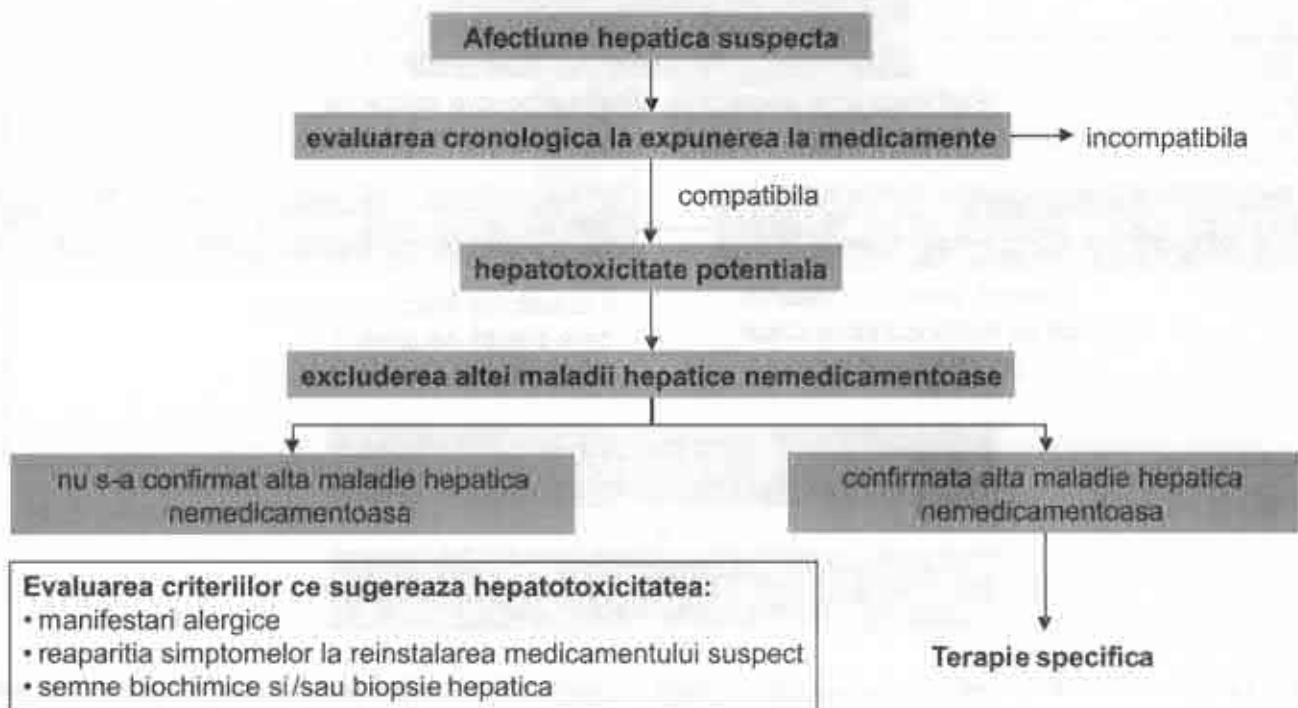 Afectiune hepatica suspecta
evaluarea cronologica la expunerea la medicamente
incompatibila
compatibila
hepatotoxicitate potentiala
excluderea altei maladii hepatice nemedicamentoase
nu s-a confirmat alta maladie hepatica
nemedicamentoasa
confirmata alta maladie hepatica
nemedicamentoasa
Evaluarea criteriilor ce sugereaza hepatotoxicitatea:
• manifestari alergice
• reaparitia simptomelor la reinstalarea medicamentului suspect
• semne biochimice si/sau biopsie hepatica
Terapie specifica